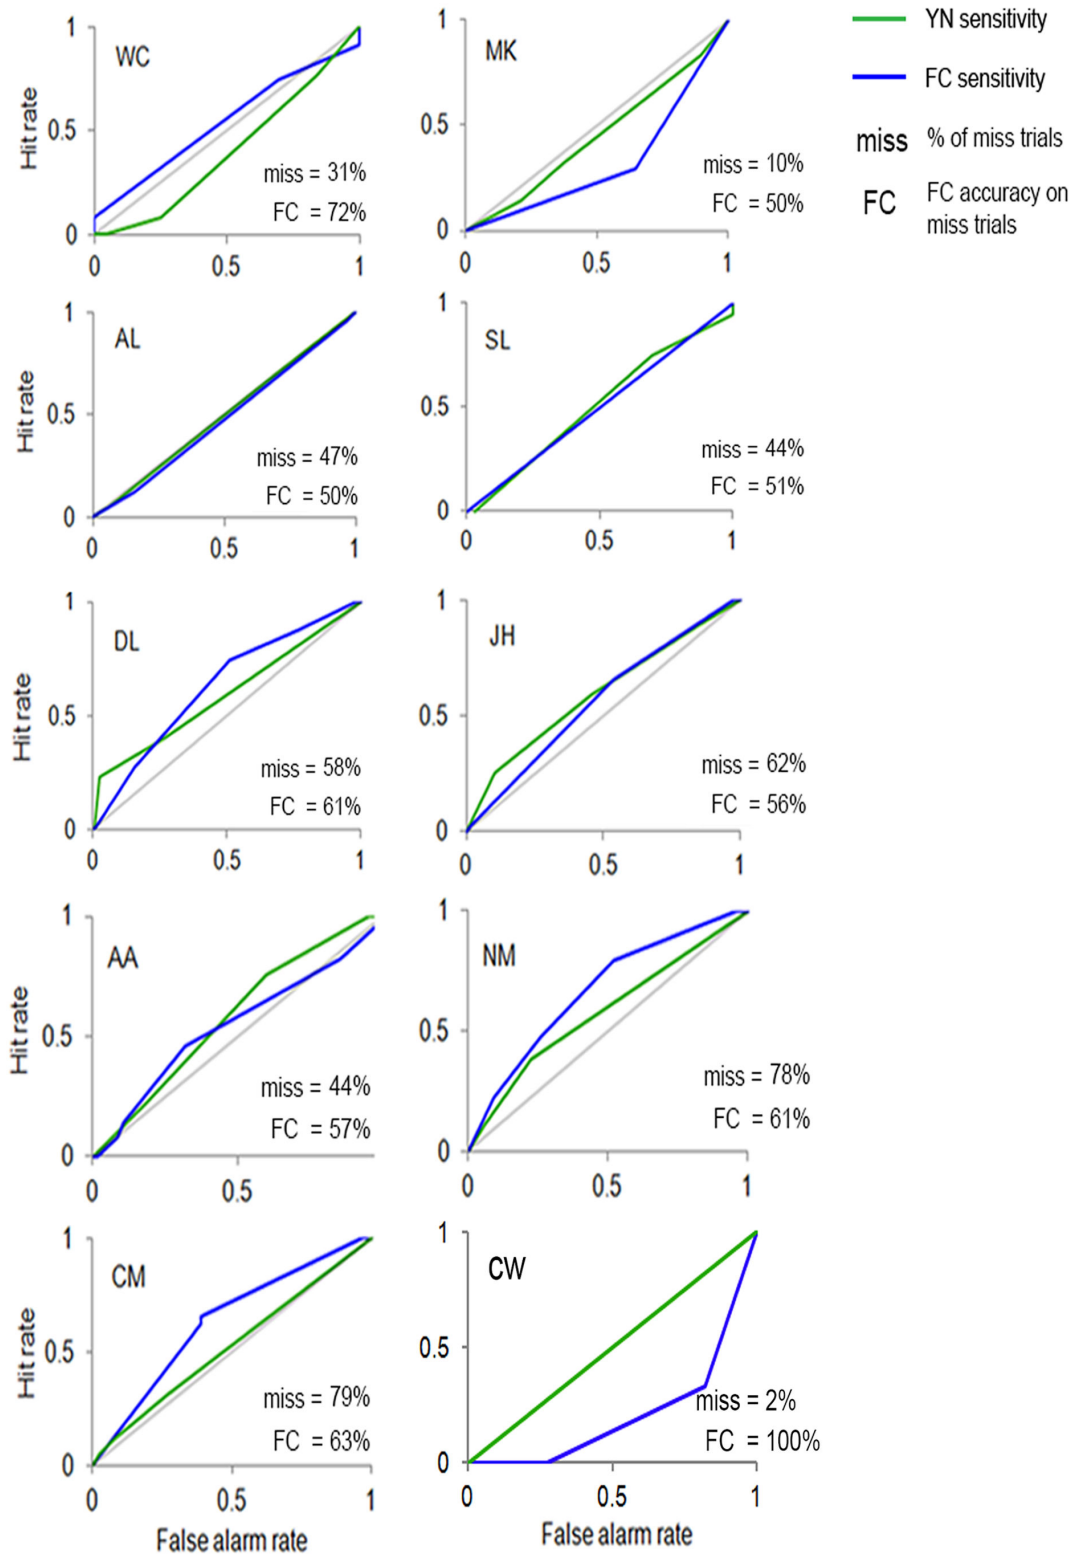 1
WC
Hit rate
0.5
miss = 31%
FC = 72%
0
0
0.5
1
1
MK
0.5
miss = 10%
FC = 50%
0
0
0.5
1
YN sensitivity
FC sensitivity
miss % of miss trials
FC FC accuracy on
miss trials
1
AL
Hit rate
0.5
miss = 47%
FC = 50%
0
0
0.5
1
1
SL
0.5
miss = 44%
FC = 51%
0
0
0.5
1
1
DL
Hit rate
0.5
miss = 58%
FC = 61%
0
0
0.5
1
1
JH
0.5
miss = 62%
FC = 56%
0
0
0.5
1
1
AA
Hit rate
0.5
miss = 44%
FC = 57%
0
0
0.5
1
NM
0.5
miss = 78%
FC = 61%
0
0
0.5
1
1
CM
Hit rate
0.5
miss = 79%
FC = 63%
0
0
0.5
1
False alarm rate
1
CW
0.5
miss = 2%
FC = 100%
0
0
0.5
1
False alarm rate